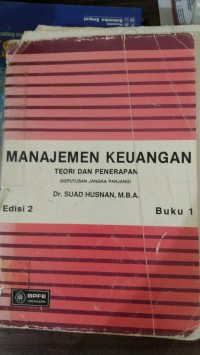 MANAJEMEN KEUANGAN
TEORI DAN PENERAPAN
(KEPUTUSAN JANGKA PANJANG)
Dr. SUAD HUSNAN, M.B.A.
Edisi 2
Buku 1
BPFE